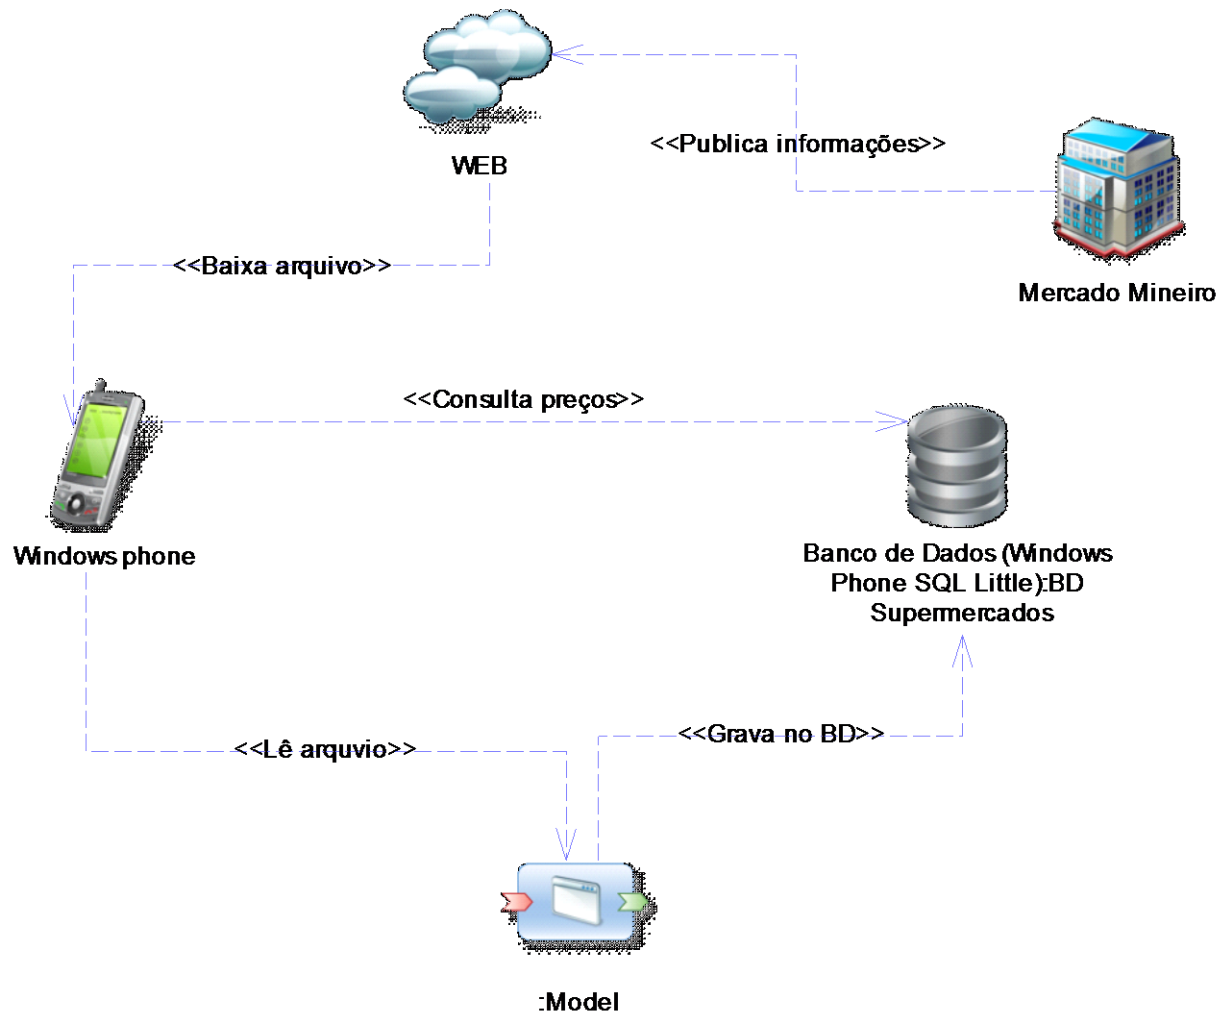 <<Publica informações>>
WEB
<<Baixa arquivo>>
Mercado Mineiro
<<Consulta preços>>
Windows phone
Banco de Dados (Windows
Phone SQL Little):BD
Supermercados
<<Grava no BD>>
<<Lê arquvio>>
:Model